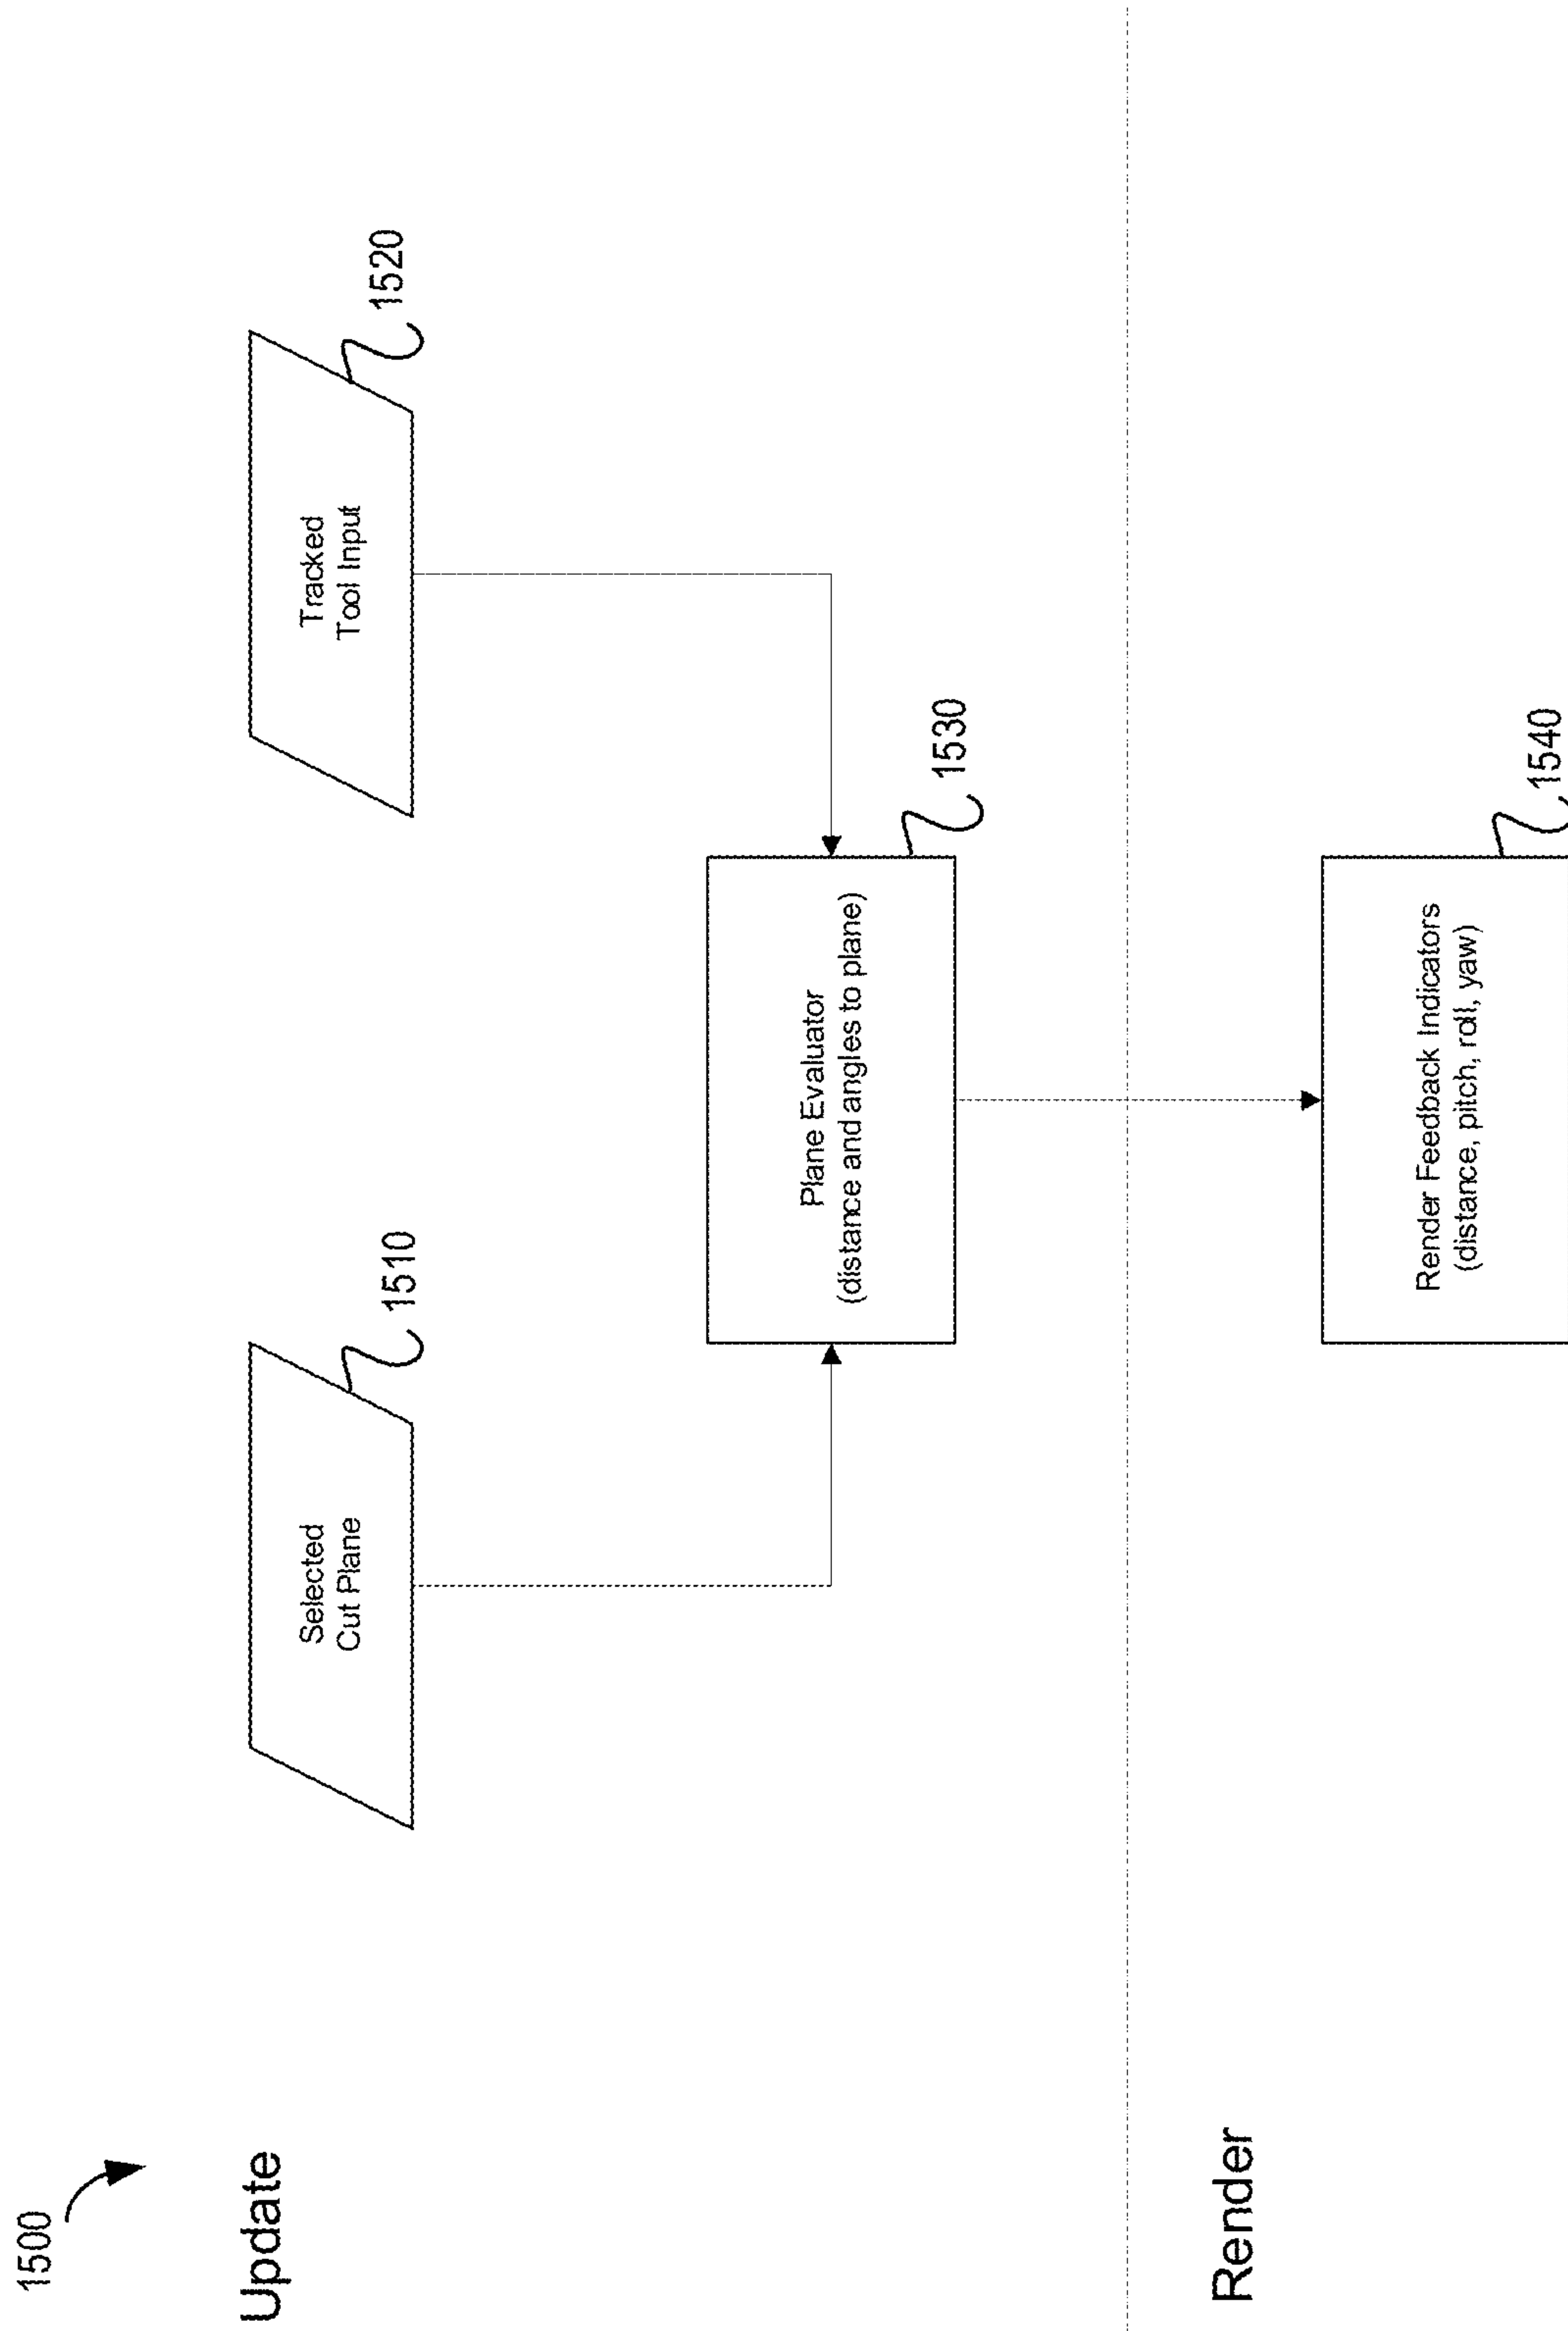 1500
Update
Selected
Cut Plane
1510
Tracked
Tool Input
1520
Plane Evaluator
(distance and angles to plane)
1530
Render
Render Feedback Indicators
(distance, pitch, roll, yaw)
1540